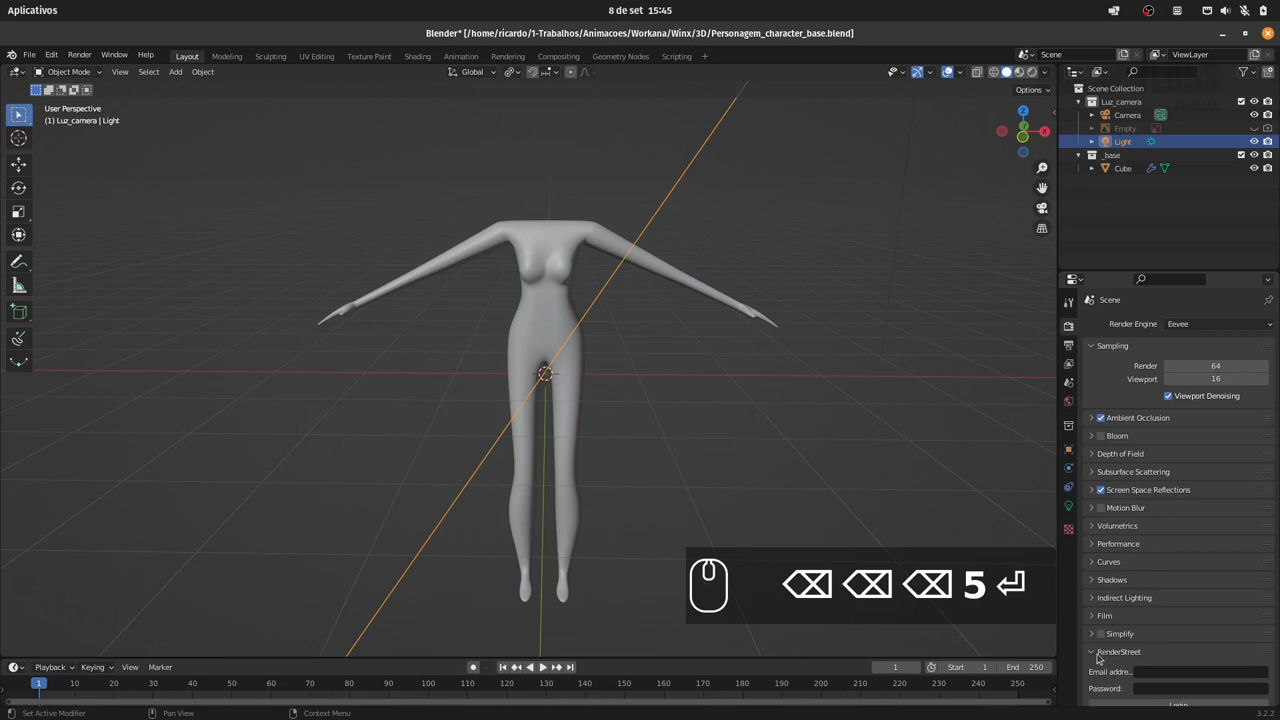 Aplicativos
8 de set 15:45
Blender* [/home/ricardo/1-Trabalhos/Animacoes/Workana/Winx/3D/Personagem_character_base.blend]
File Edit Render Window Help
Layout Modeling Sculpting UV Editing Texture Paint Shading Animation Rendering Compositing Geometry Nodes Scripting +
Scene
ViewLayer
Object Mode View Select Add Object
Global
Options
User Perspective
(1) Luz_camera | Light
Z
X
Scene Collection
Luz_camera
Camera
Empty
Light
_base
Cube
Scene
Render Engine Eevee
Sampling
Render 64
Viewport 16
Viewport Denoising
Ambient Occlusion
Bloom
Depth of Field
Subsurface Scattering
Screen Space Reflections
Motion Blur
Volumetrics
Performance
Curves
Shadows
Indirect Lighting
Film
Simplify
RenderStreet
Email addre...
Password:
Login
5
Playback Keying View Marker
1 Start 1 End 250
1 10 20 30 40 50 60 70 80 90 100 110 120 130 140 150 160 170 180 190 200 210 220 230 240 250
Set Active Modifier Pan View Context Menu
3.2.2